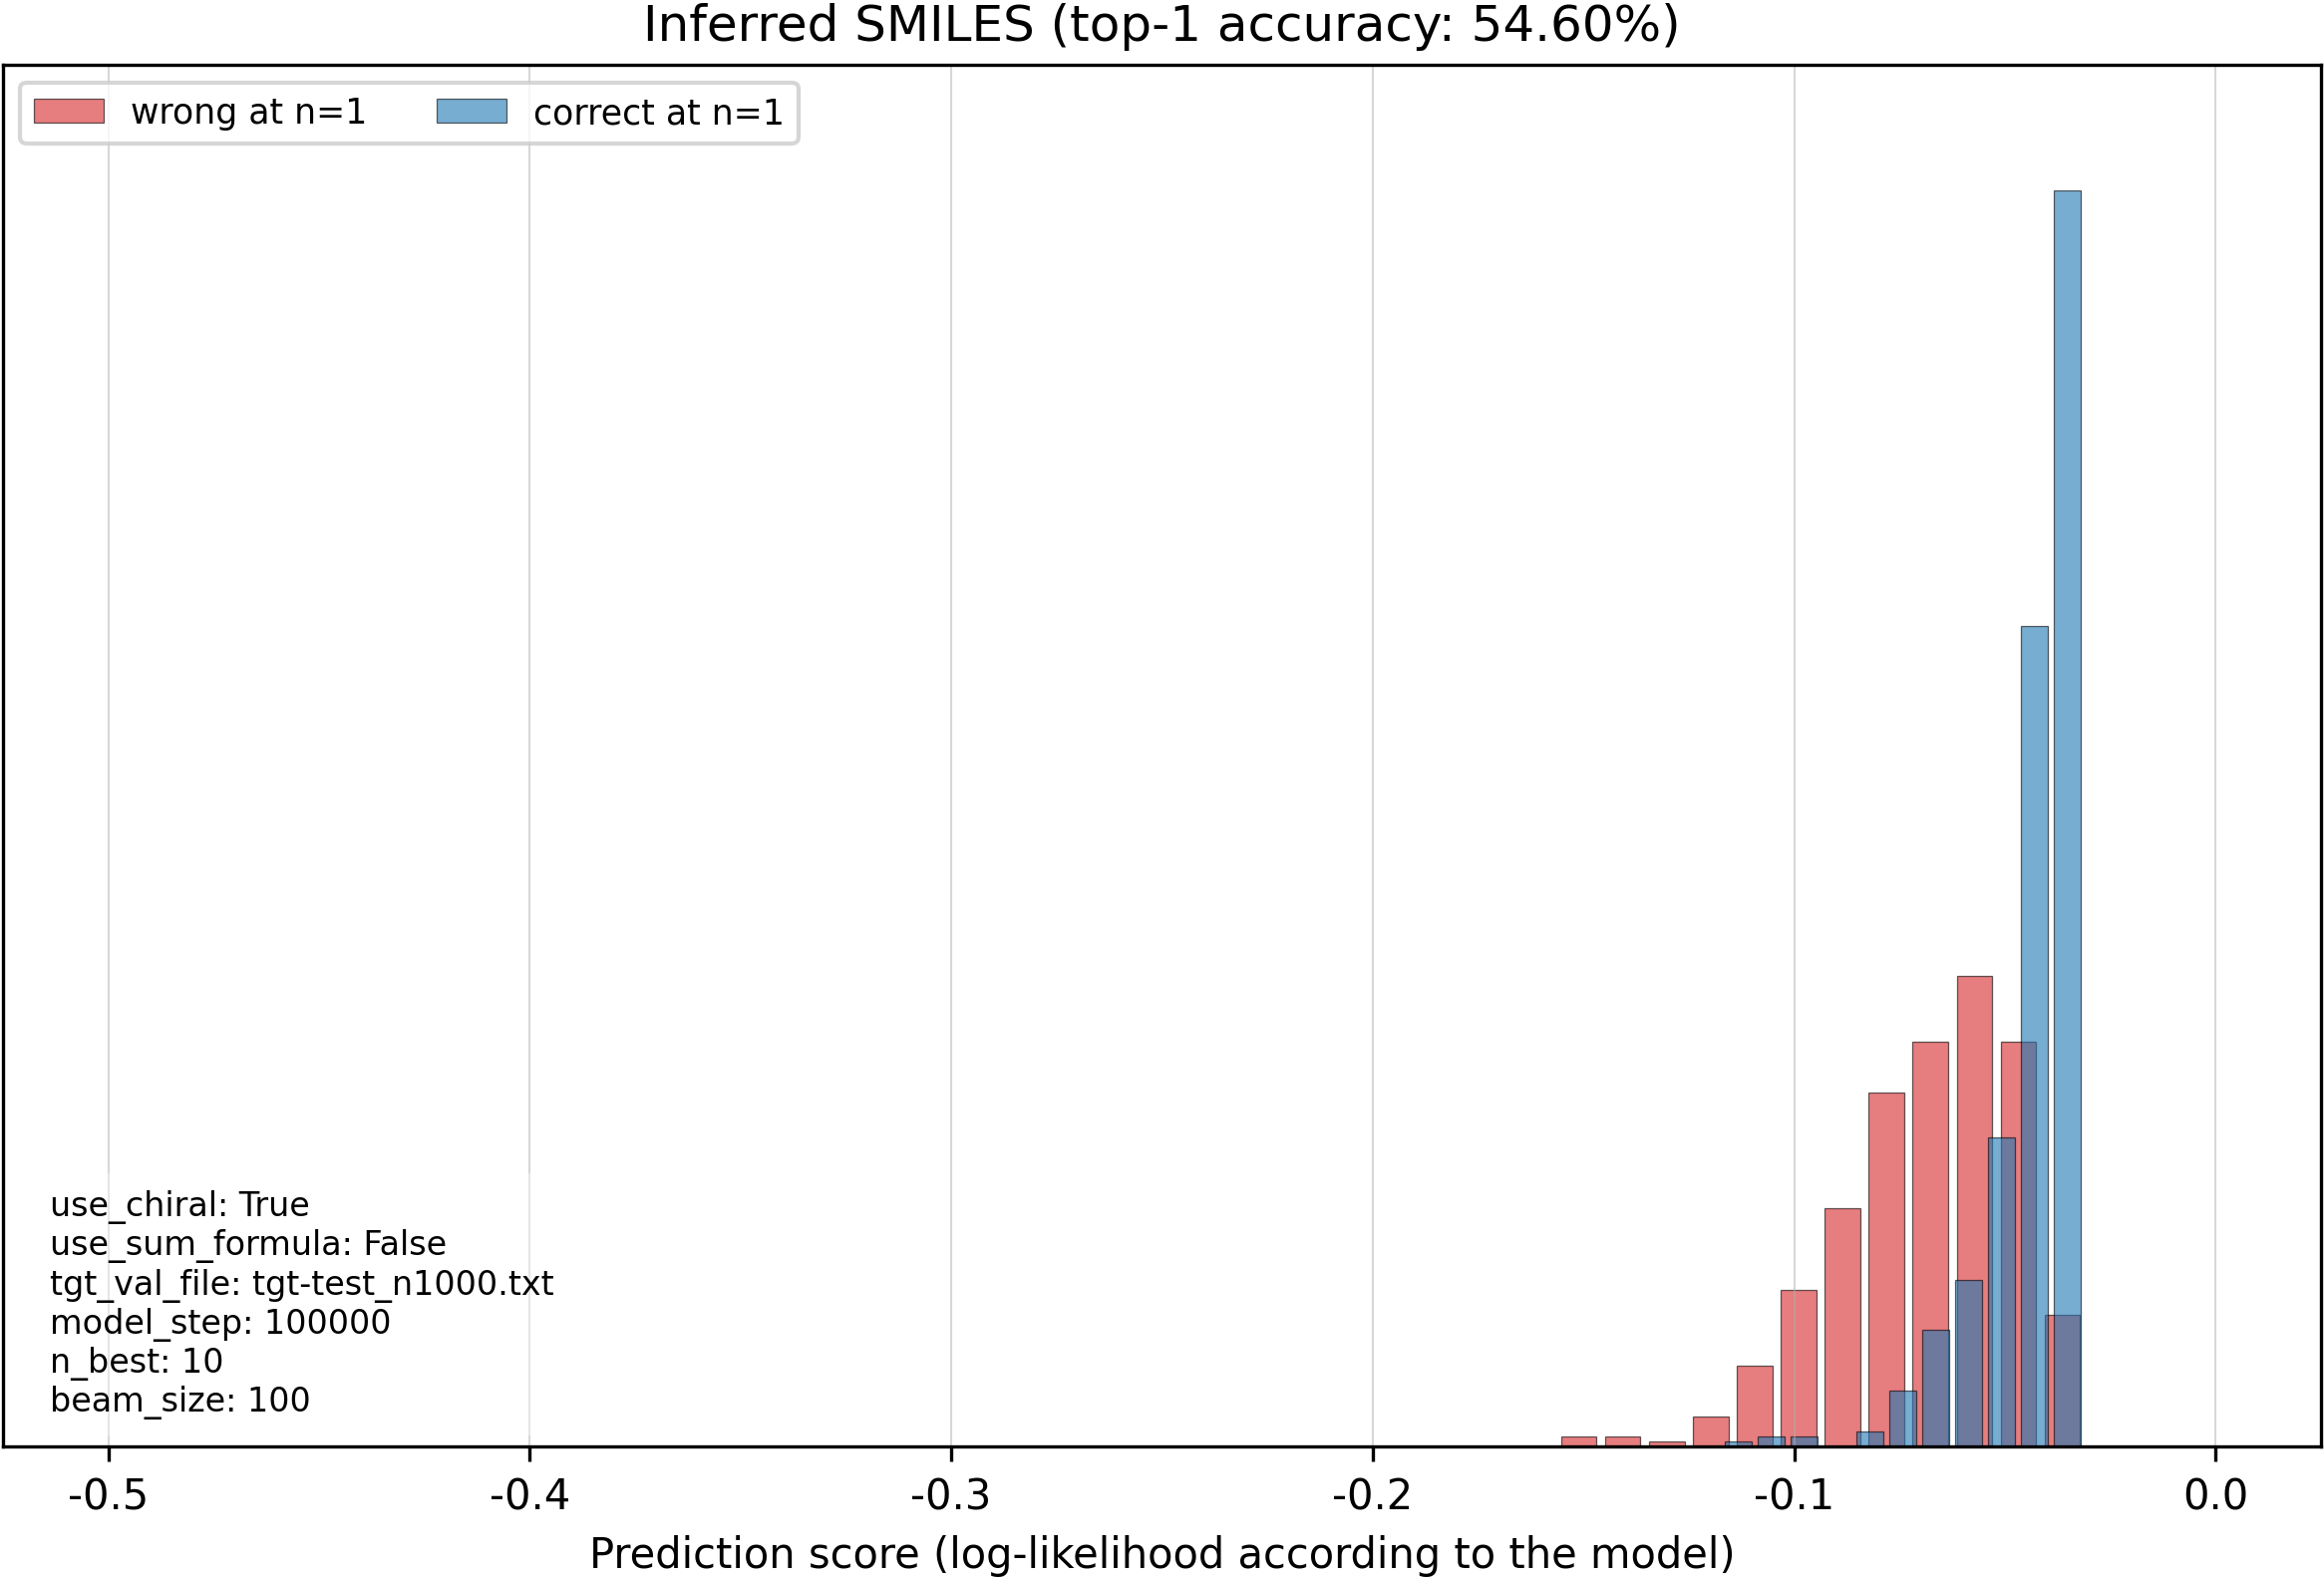 Inferred SMILES (top-1 accuracy: 54.60%)
wrong at n=1 correct at n=1
use_chiral: True
use_sum_formula: False
tgt_val_file: tgt-test_n1000.txt
model_step: 100000
n_best: 10
beam_size: 100
-0.5 -0.4 -0.3 -0.2 -0.1 0.0
Prediction score (log-likelihood according to the model)